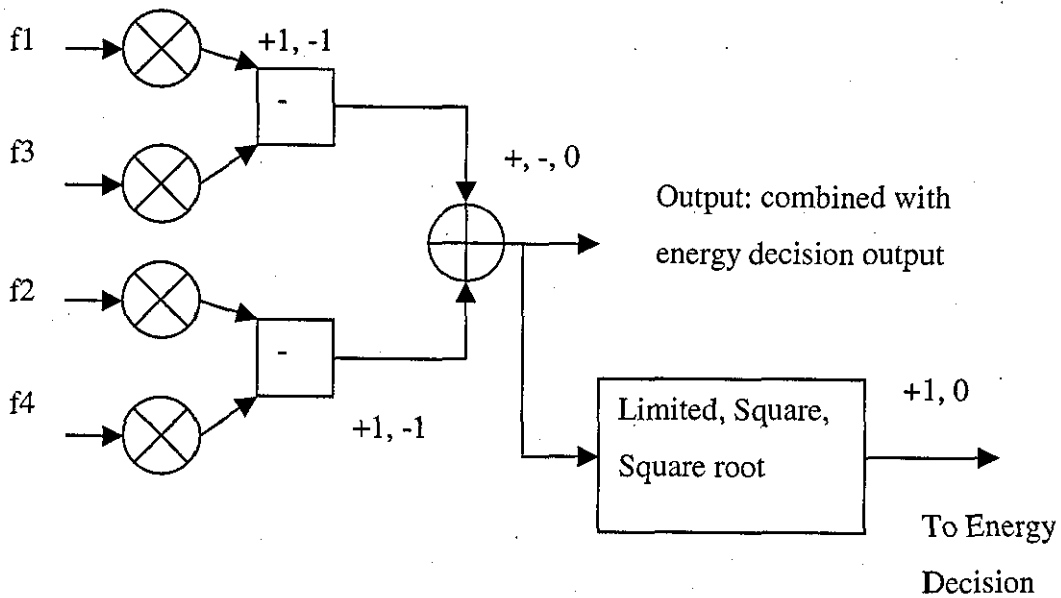 f1
+1, -1
-
f3
+, -, 0
Output: combined with
energy decision output
f2
-
f4
+1, -1
Limited, Square,
Square root
+1, 0
To Energy
Decision